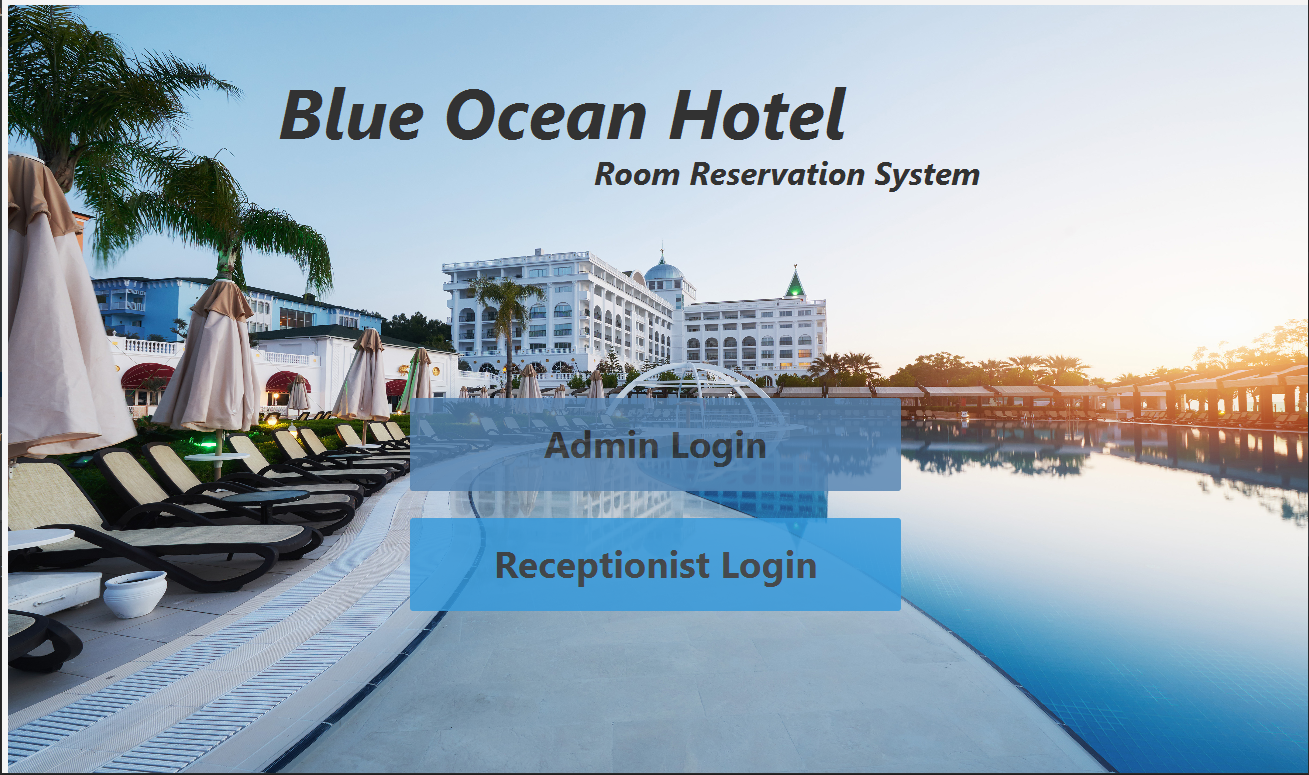 Blue Ocean Hotel
Room Reservation System
Admin Login
Receptionist Login